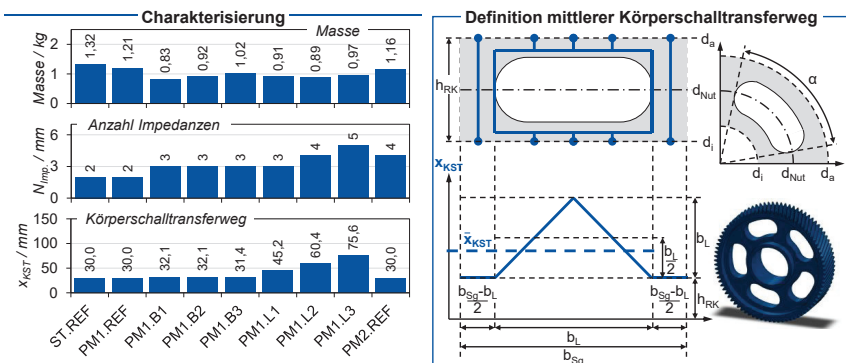 Charakterisierung
Masse
Masse / kg
2
1
0
1,32
1,21
0,83
0,92
1,02
0,91
0,89
0,97
1,16
Anzahl Impedanzen
N_Imp. / mm
6
3
0
2
2
3
3
3
3
4
5
4
Körperschalltransferweg
x_KST / mm
150
100
50
0
30,0
30,0
32,1
32,1
31,4
45,2
60,4
75,6
30,0
ST.REF
PM1.REF
PM1.B1
PM1.B2
PM1.B3
PM1.L1
PM1.L2
PM1.L3
PM2.REF
Definition mittlerer Körperschalltransferweg
h_RK
d_a
d_Nut
d_i
α
d_i
d_Nut
d_a
x_KST
x̄_KST
b_L/2
b_L
h_RK
b_Sg-b_L/2
b_Sg-b_L/2
b_L
b_Sg